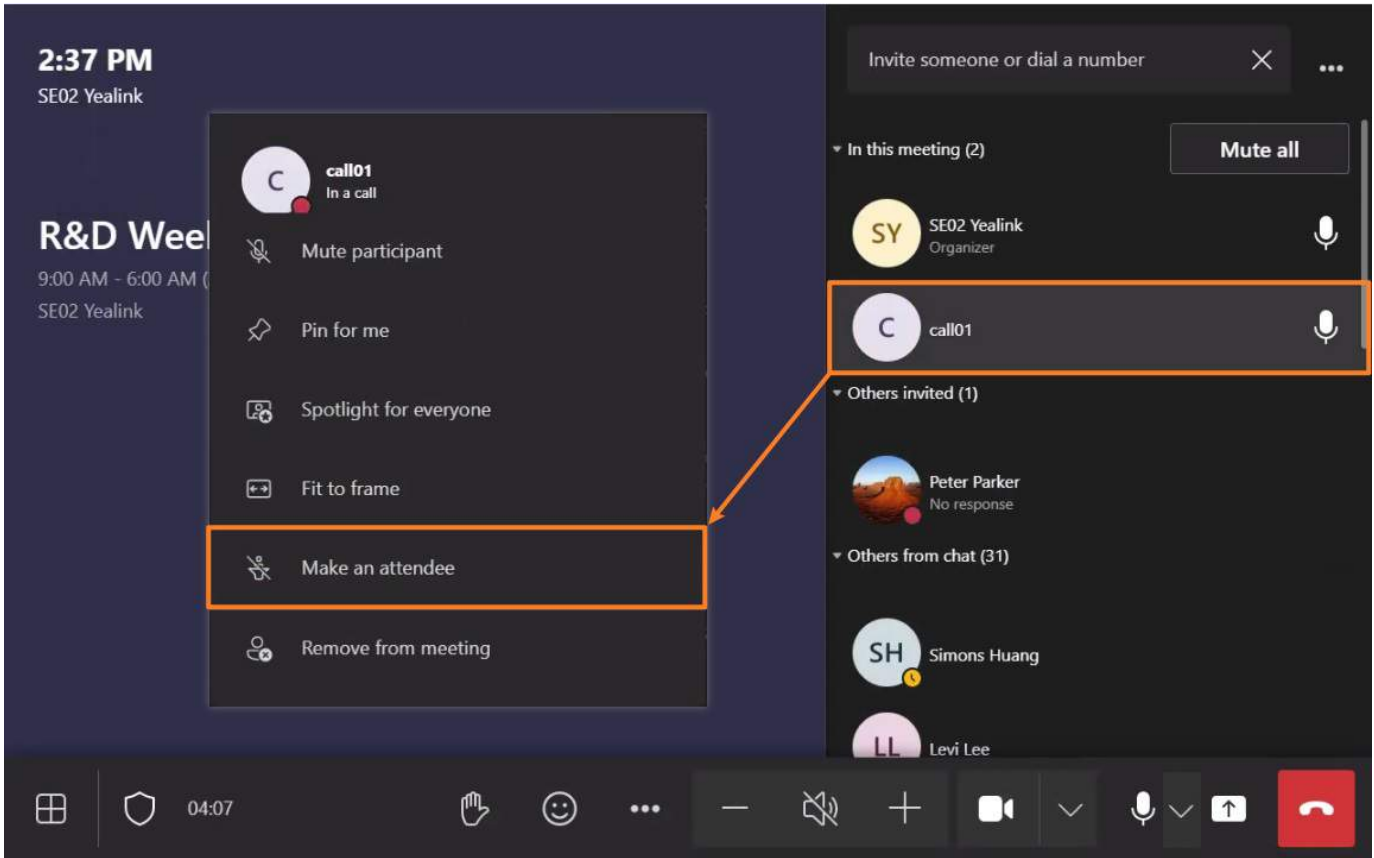 2:37 PM
SE02 Yealink
R&D Weel
9:00 AM - 6:00 AM (
SE02 Yealink
C
call01
In a call
Mute participant
Pin for me
Spotlight for everyone
Fit to frame
Make an attendee
Remove from meeting
Invite someone or dial a number
In this meeting (2)
Mute all
SY
SE02 Yealink
Organizer
C
call01
Others invited (1)
Peter Parker
No response
Others from chat (31)
SH
Simons Huang
LL
Levi Lee
04:07